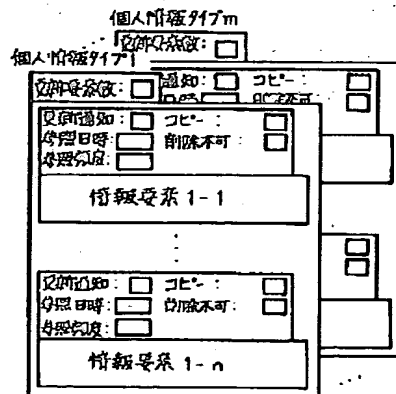 個人情報タイプm
更新要素数:
個人情報タイプ1
更新要素数:
通知: コピー:
更新通知: コピー:
参照日時: 削除不可:
参照頻度:
情報要素 1-1
更新通知: コピー:
参照日時: 削除不可:
参照頻度:
情報要素 1-n